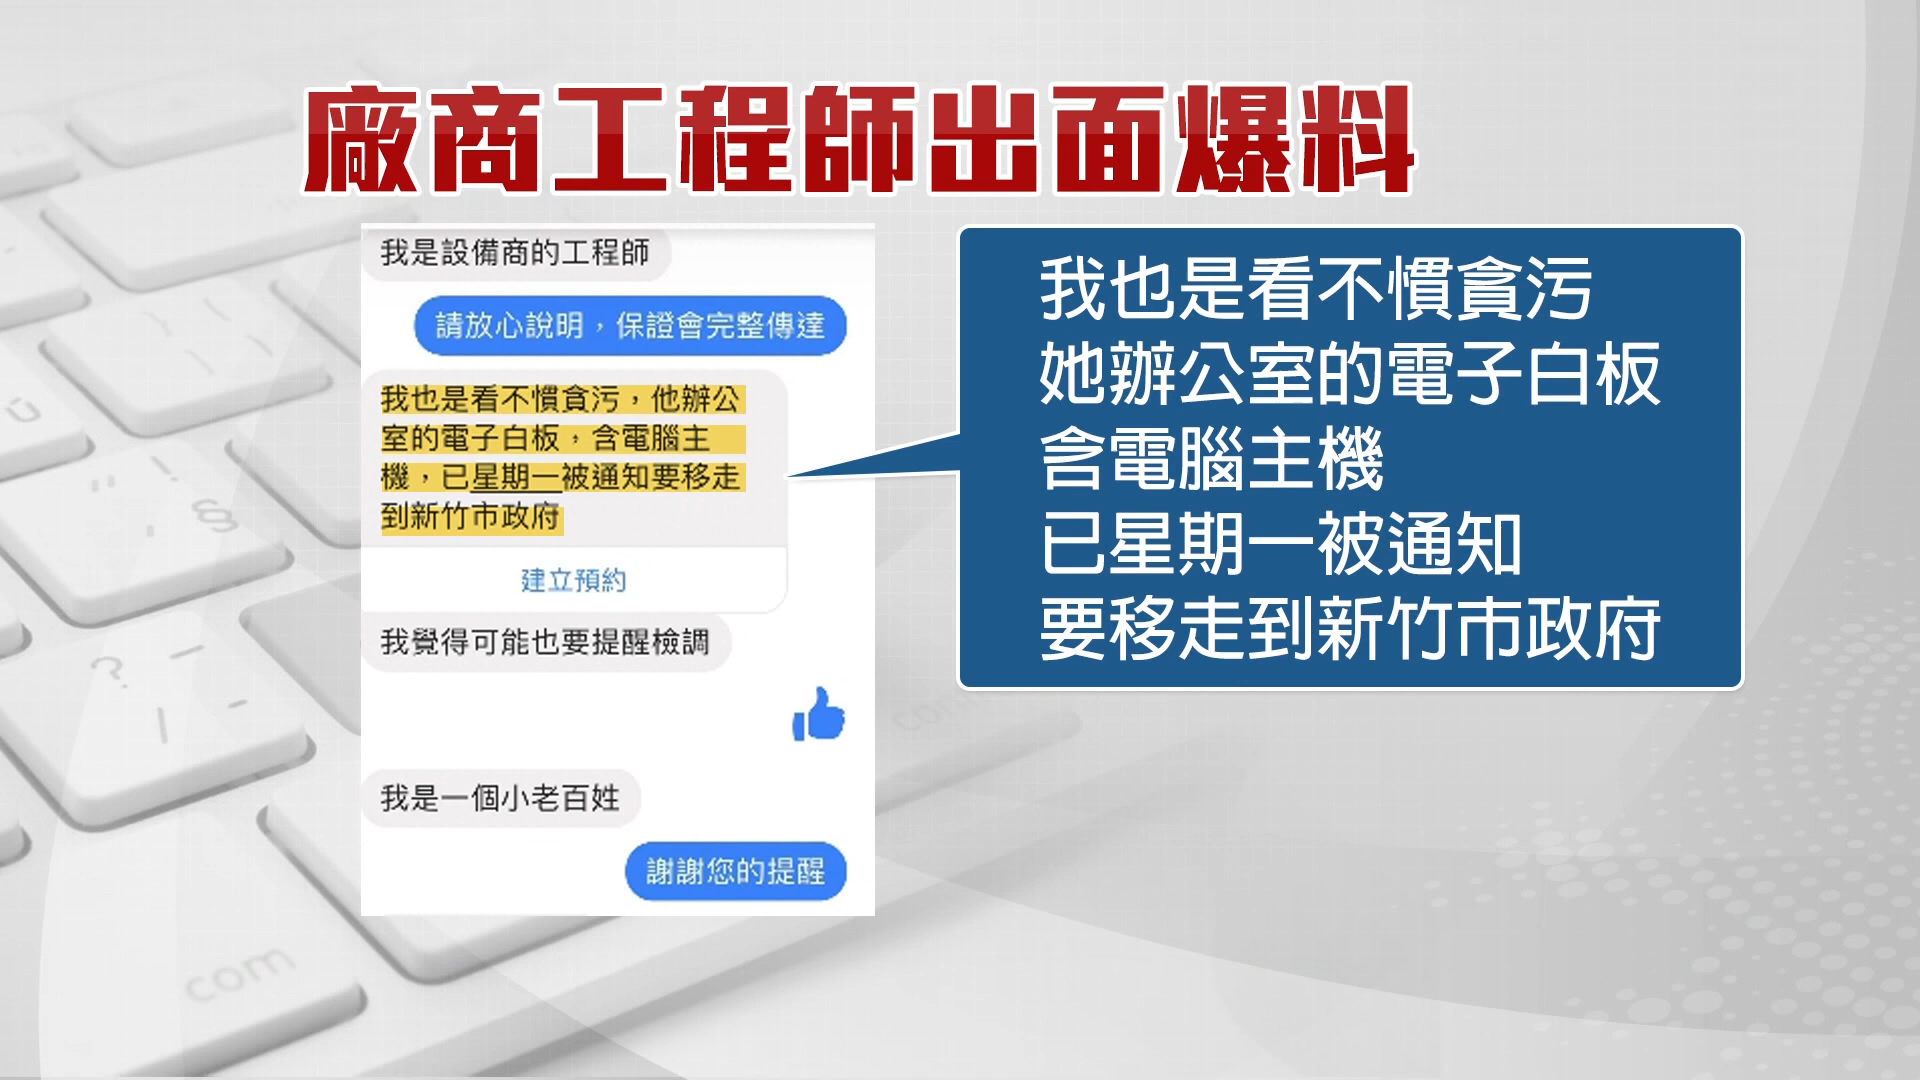 廠商工程師出面爆料
我是設備商的工程師
請放心說明，保證會完整傳達
我也是看不慣貪污，他辦公
室的電子白板，含電腦主
機，已星期一被通知要移走
到新竹市政府
建立預約
我覺得可能也要提醒檢調
我是一個小老百姓
謝謝您的提醒
我也是看不慣貪污
她辦公室的電子白板
含電腦主機
已星期一被通知
要移走到新竹市政府
com